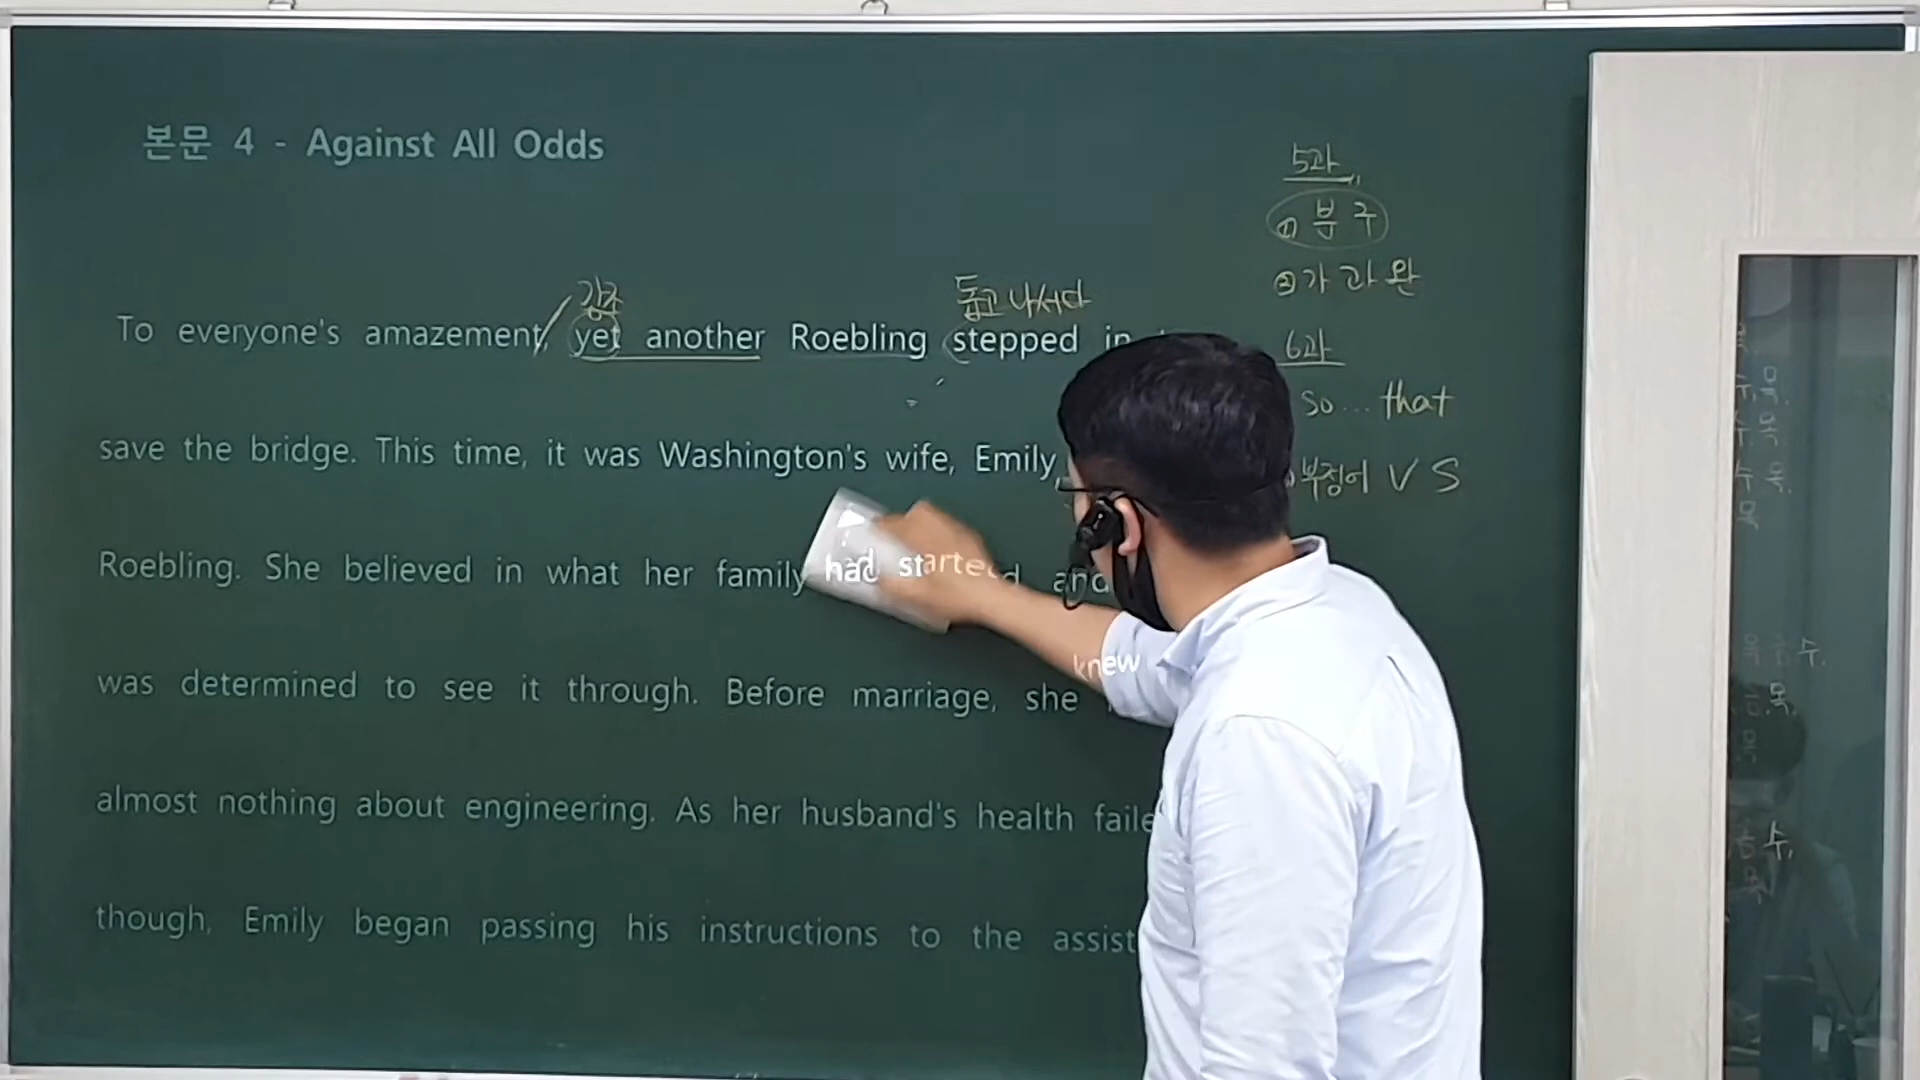 본문 4 - Against All Odds
강조
돕고 나서다
To everyone's amazement, yet another Roebling stepped in
save the bridge. This time, it was Washington's wife, Emily,
Roebling. She believed in what her family had started and
was determined to see it through. Before marriage, she knew
almost nothing about engineering. As her husband's health faile
though, Emily began passing his instructions to the assist
5과
① 분 구
② 가 과 완
6과
so... that
부정어 V S